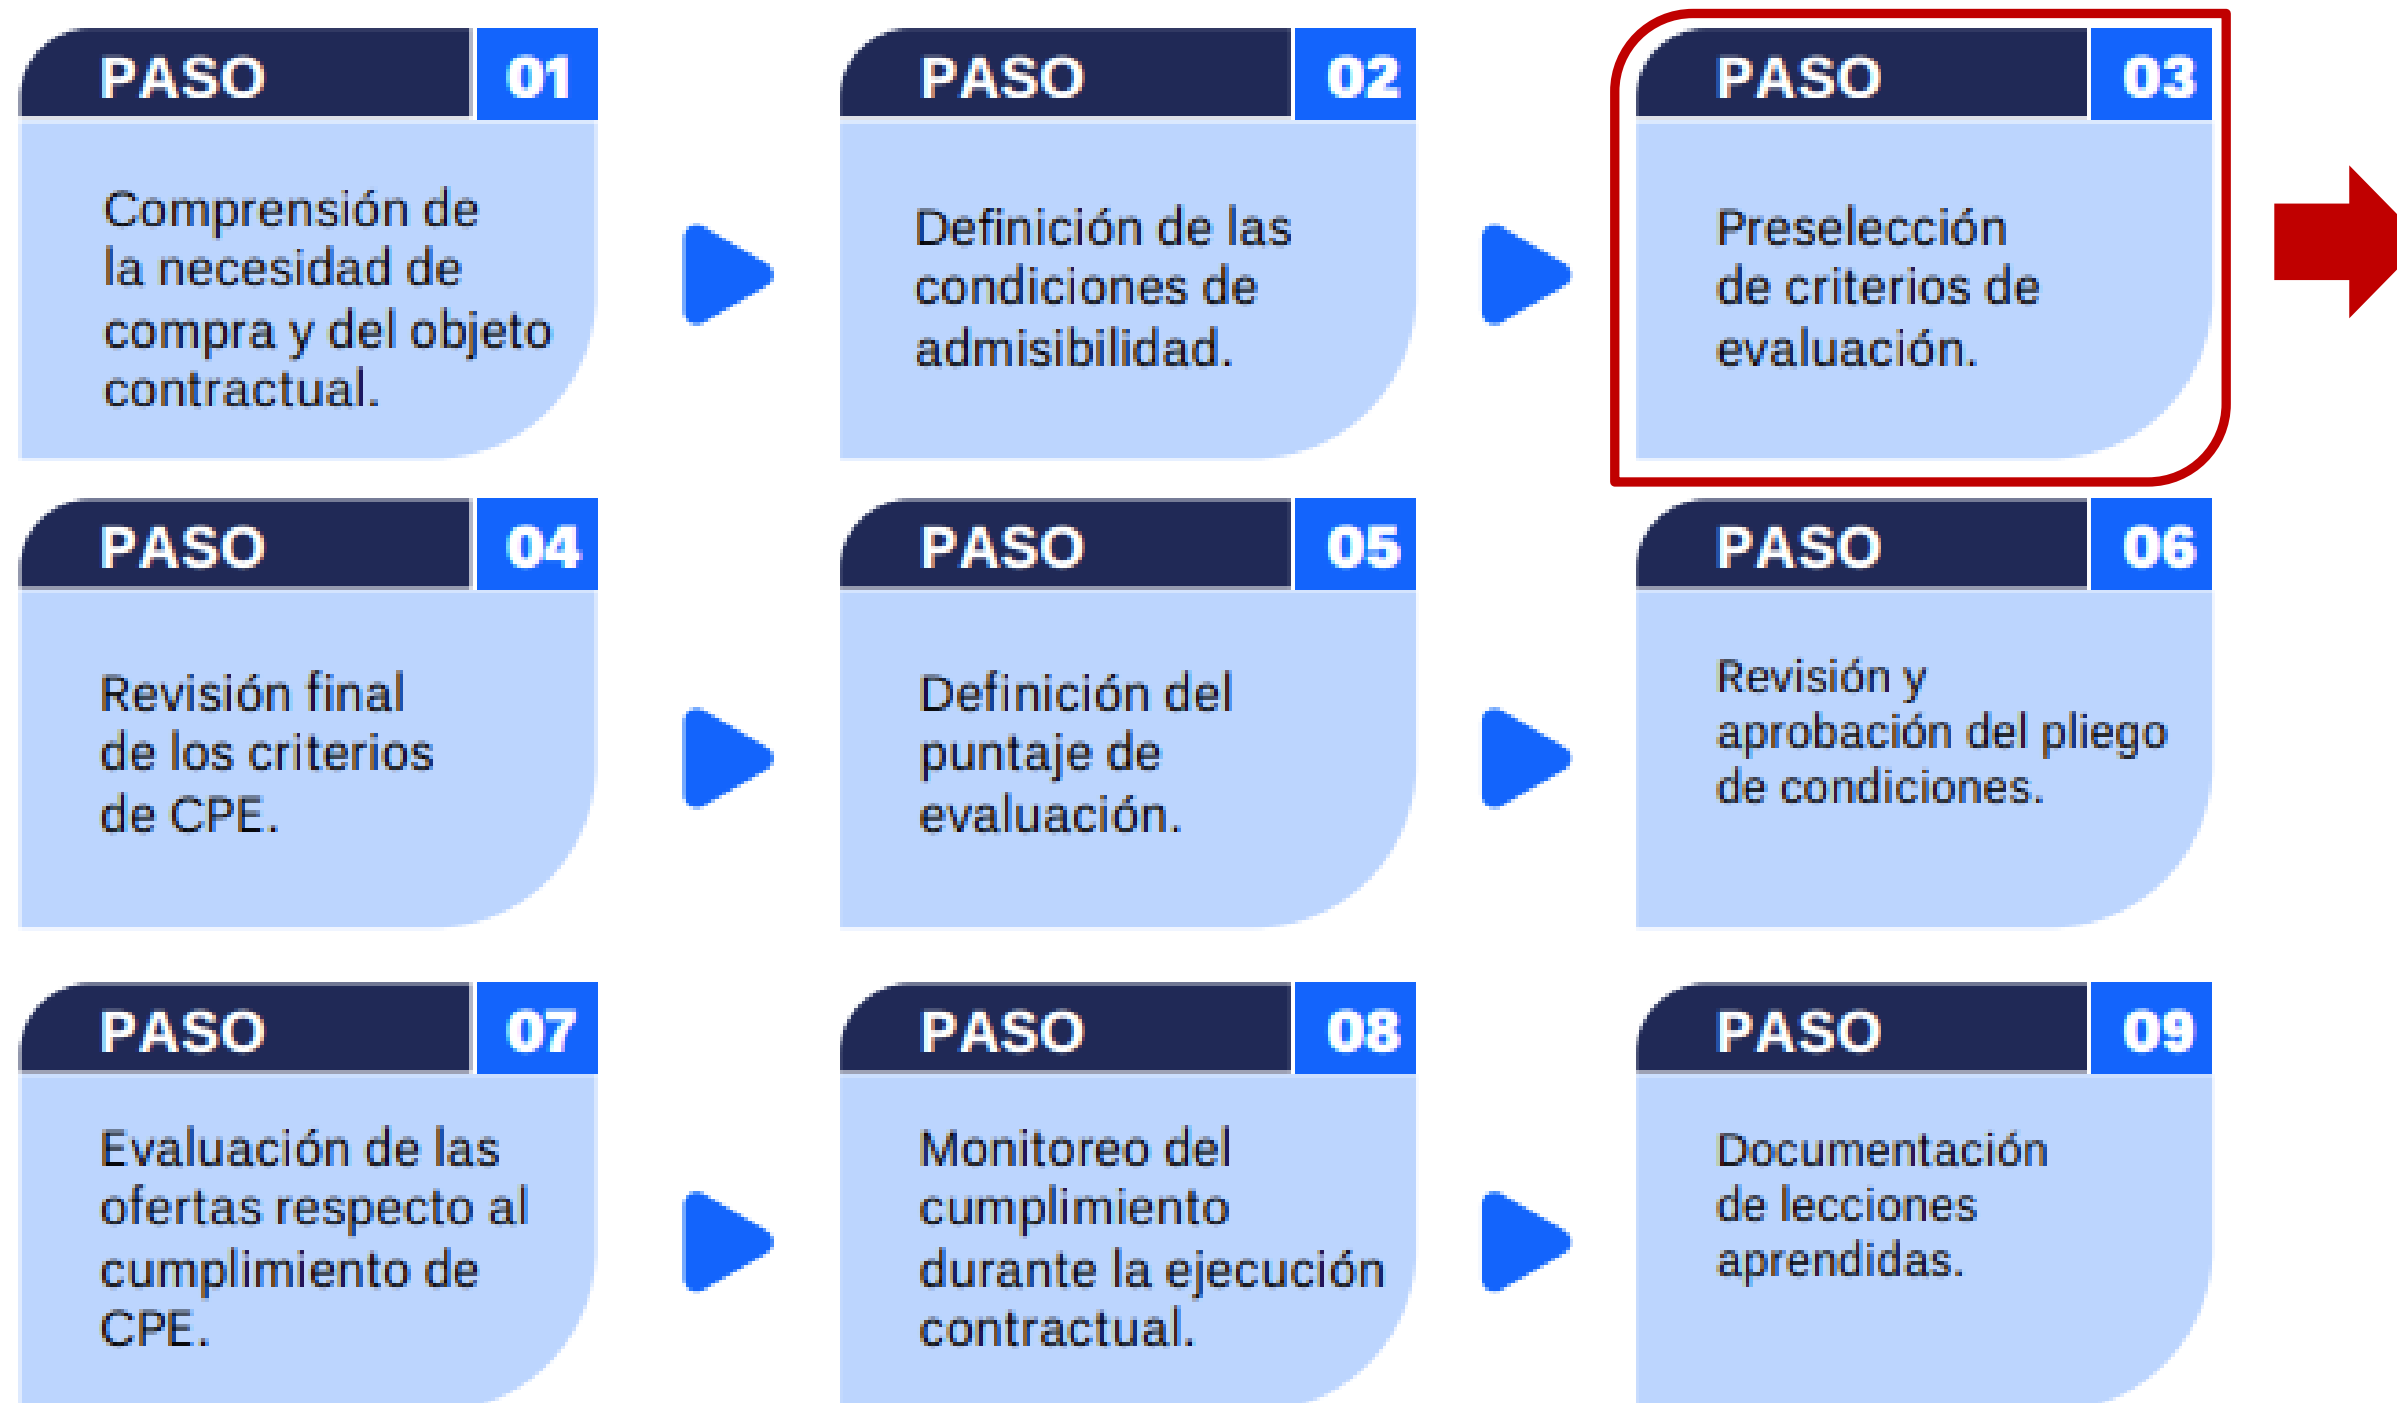 PASO 01
Comprensión de
la necesidad de
compra y del objeto
contractual.
PASO 02
Definición de las
condiciones de
admisibilidad.
PASO 03
Preselección
de criterios de
evaluación.
PASO 04
Revisión final
de los criterios
de CPE.
PASO 05
Definición del
puntaje de
evaluación.
PASO 06
Revisión y
aprobación del pliego
de condiciones.
PASO 07
Evaluación de las
ofertas respecto al
cumplimiento de
CPE.
PASO 08
Monitoreo del
cumplimiento
durante la ejecución
contractual.
PASO 09
Documentación
de lecciones
aprendidas.